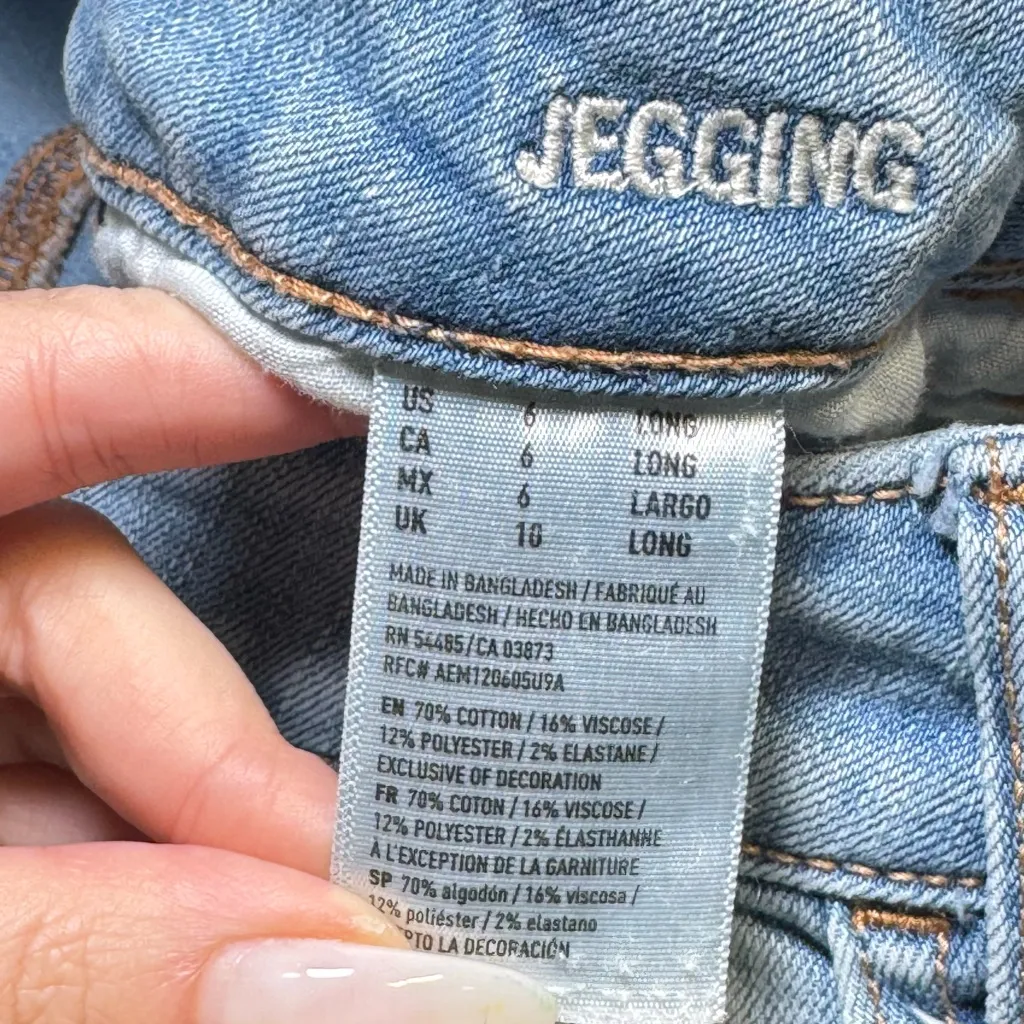 JEGGING
US 6 LONG
CA 6 LONG
MX 6 LARGO
UK 10 LONG
MADE IN BANGLADESH / FABRIQUÉ AU
BANGLADESH / HECHO EN BANGLADESH
RN 54485/CA 03873
RFC# AEM120605U9A
EN 70% COTTON / 16% VISCOSE /
12% POLYESTER / 2% ELASTANE /
EXCLUSIVE OF DECORATION
FR 70% COTON / 16% VISCOSE /
12% POLYESTER / 2% ÉLASTHANNE
À L'EXCEPTION DE LA GARNITURE
SP 70% algodón / 16% viscosa /
12% poliéster / 2% elastano
PTO LA DECORACIÓN